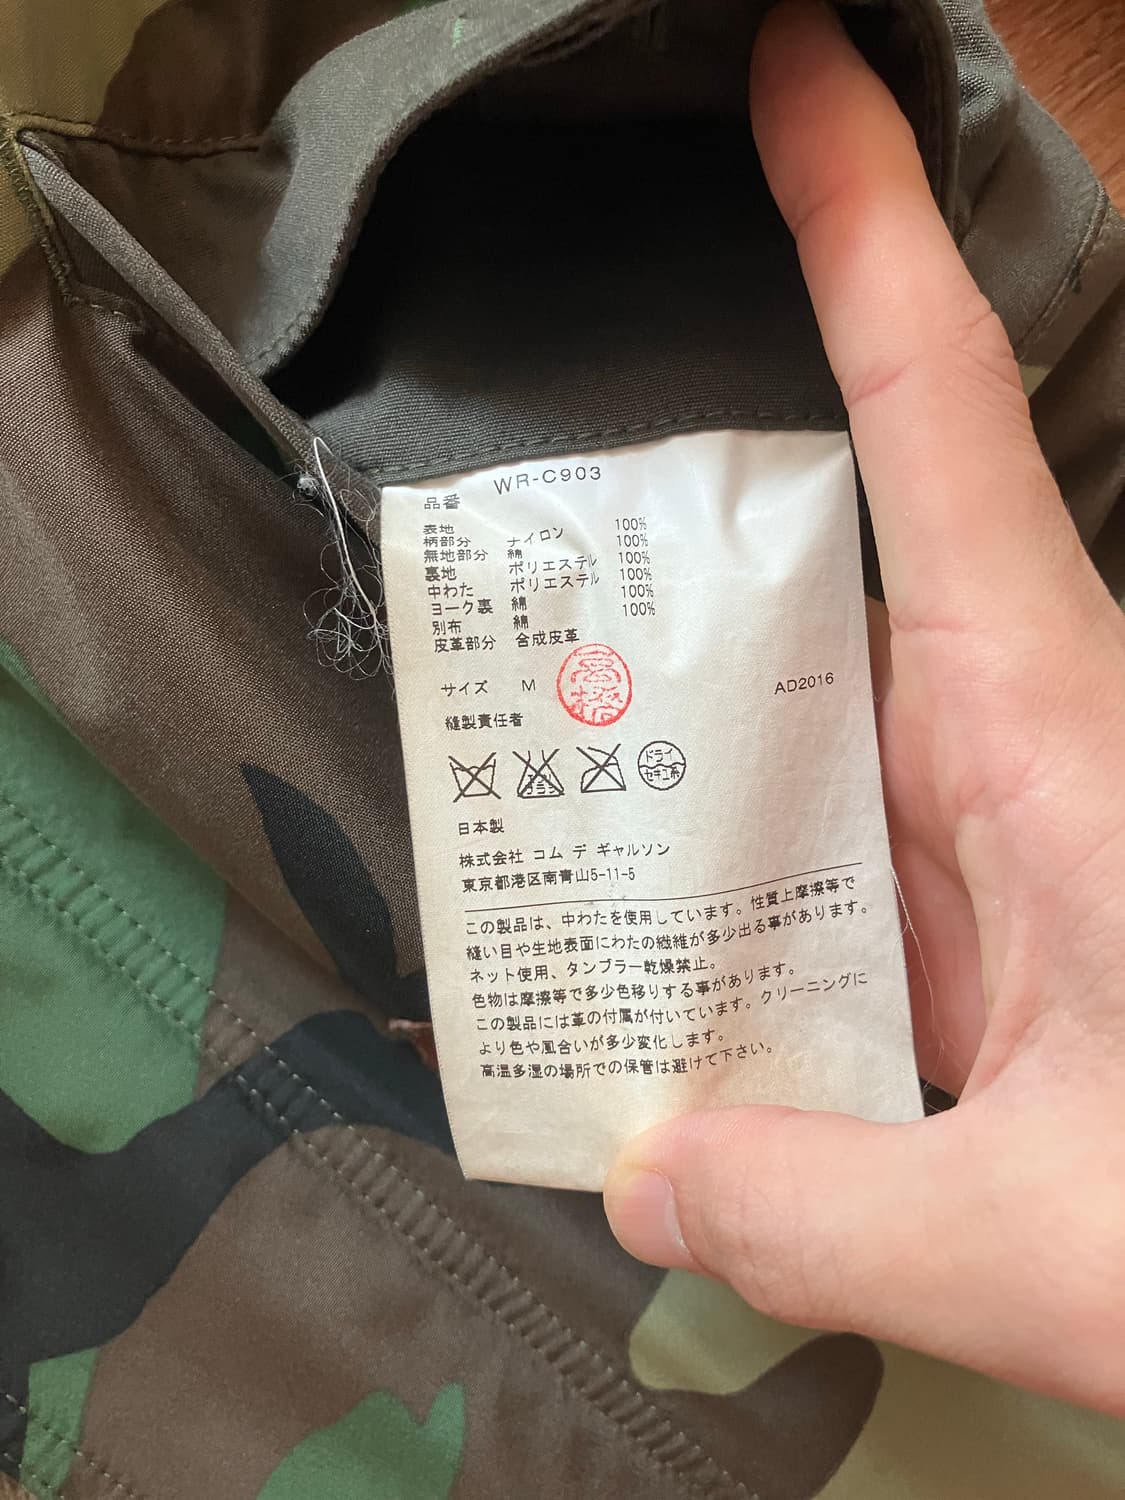 品番 WR-C903
表地
柄部分 ナイロン 100%
無地部分 綿 100%
裏地 ポリエステル 100%
中わた ポリエステル 100%
ヨーク裏 綿 100%
別布 綿 100%
皮革部分 合成皮革
サイズ M
AD2016
縫製責任者
ドライ
セキユ系
日本製
株式会社 コム デ ギャルソン
東京都港区南青山5-11-5
この製品は、中わたを使用しています。性質上摩擦等で
縫い目や生地表面にわたの繊維が多少出る事があります。
ネット使用、タンブラー乾燥禁止。
色物は摩擦等で多少色移りする事があります。
この製品には革の付属が付いています。クリーニングに
より色や風合いが多少変化します。
高温多湿の場所での保管は避けて下さい。